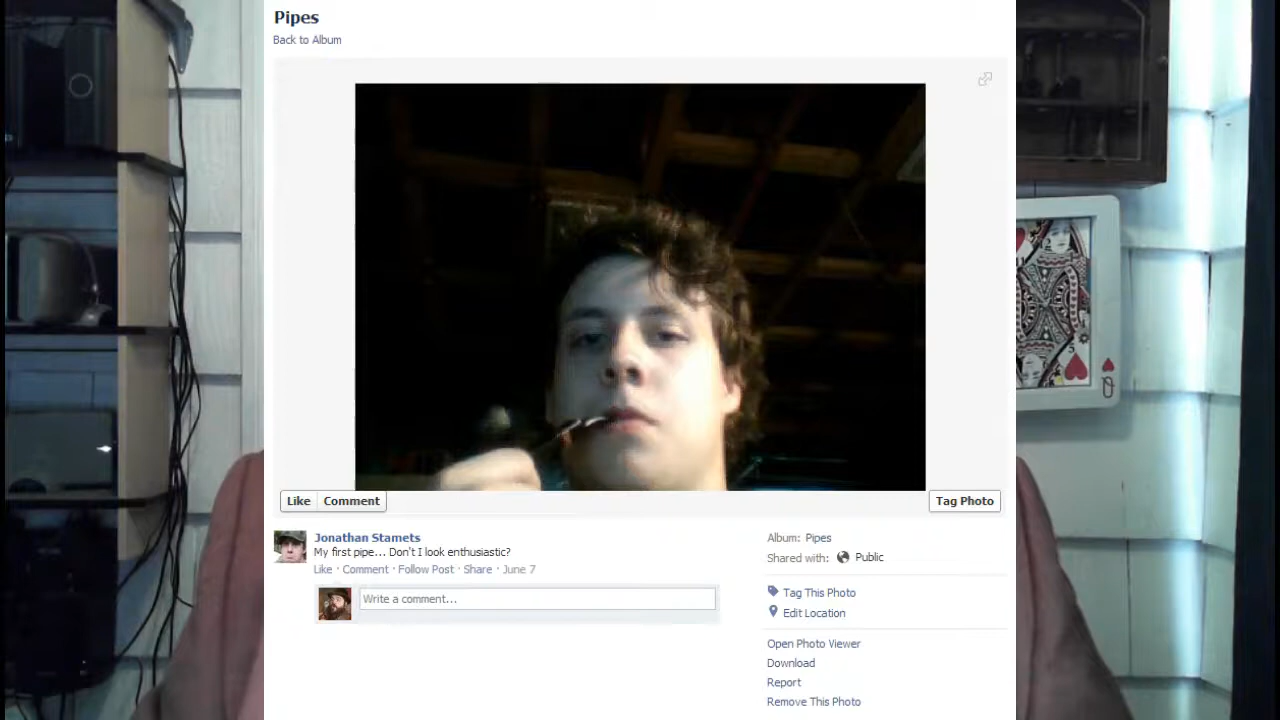 Pipes
Back to Album
Like Comment
Tag Photo
Jonathan Stamets
My first pipe... Don't I look enthusiastic?
Like · Comment · Follow Post · Share · June 7
Write a comment...
Album: Pipes
Shared with: Public
Tag This Photo
Edit Location
Open Photo Viewer
Download
Report
Remove This Photo
Q